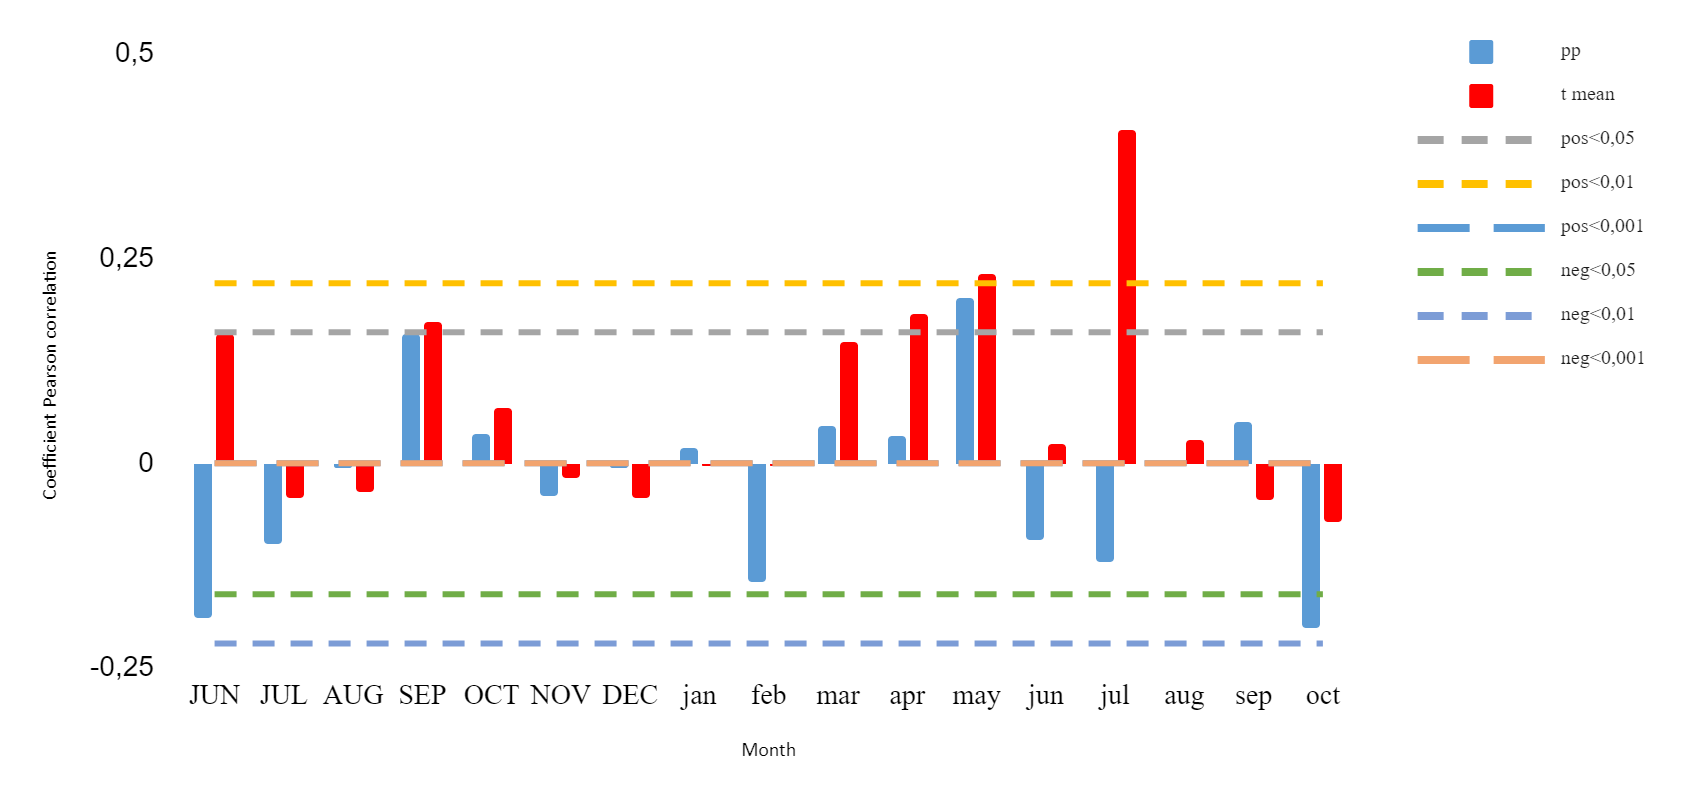 0,5
0,25
0
-0,25
Coefficient Pearson correlation
JUN JUL AUG SEP OCT NOV DEC jan feb mar apr may jun jul aug sep oct
Month
pp
t mean
pos<0,05
pos<0,01
pos<0,001
neg<0,05
neg<0,01
neg<0,001